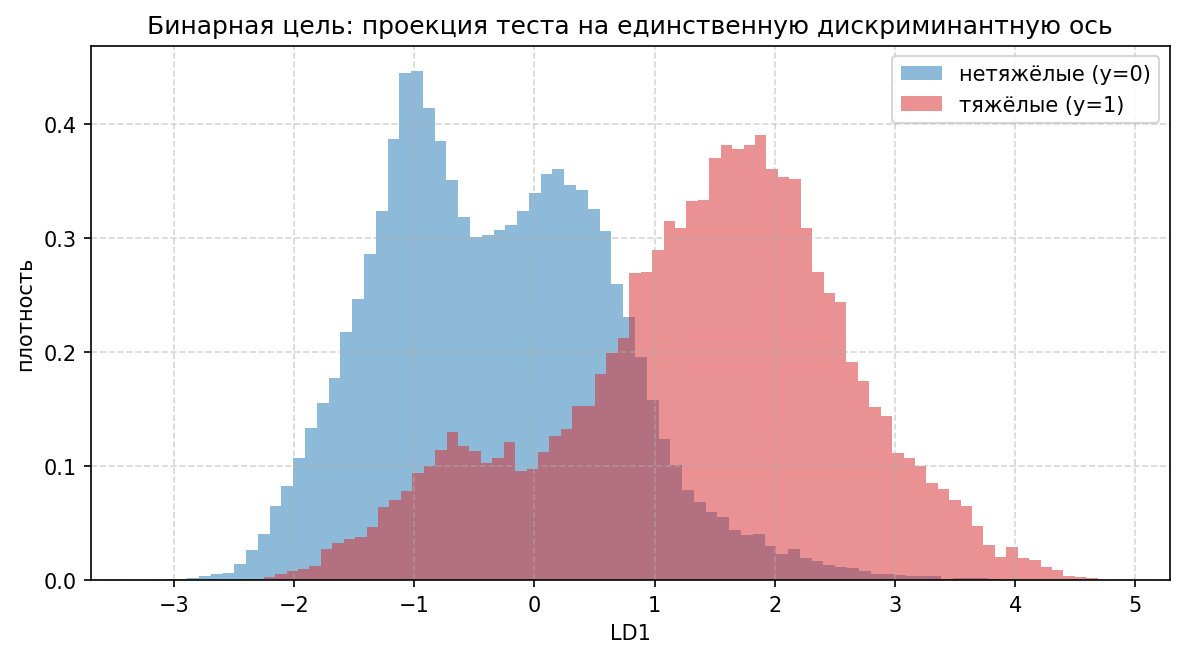 Бинарная цель: проекция теста на единственную дискриминантную ось
нетяжёлые (y=0)
тяжёлые (y=1)
плотность
0.4
0.3
0.2
0.1
0.0
−3 −2 −1 0 1 2 3 4 5
LD1